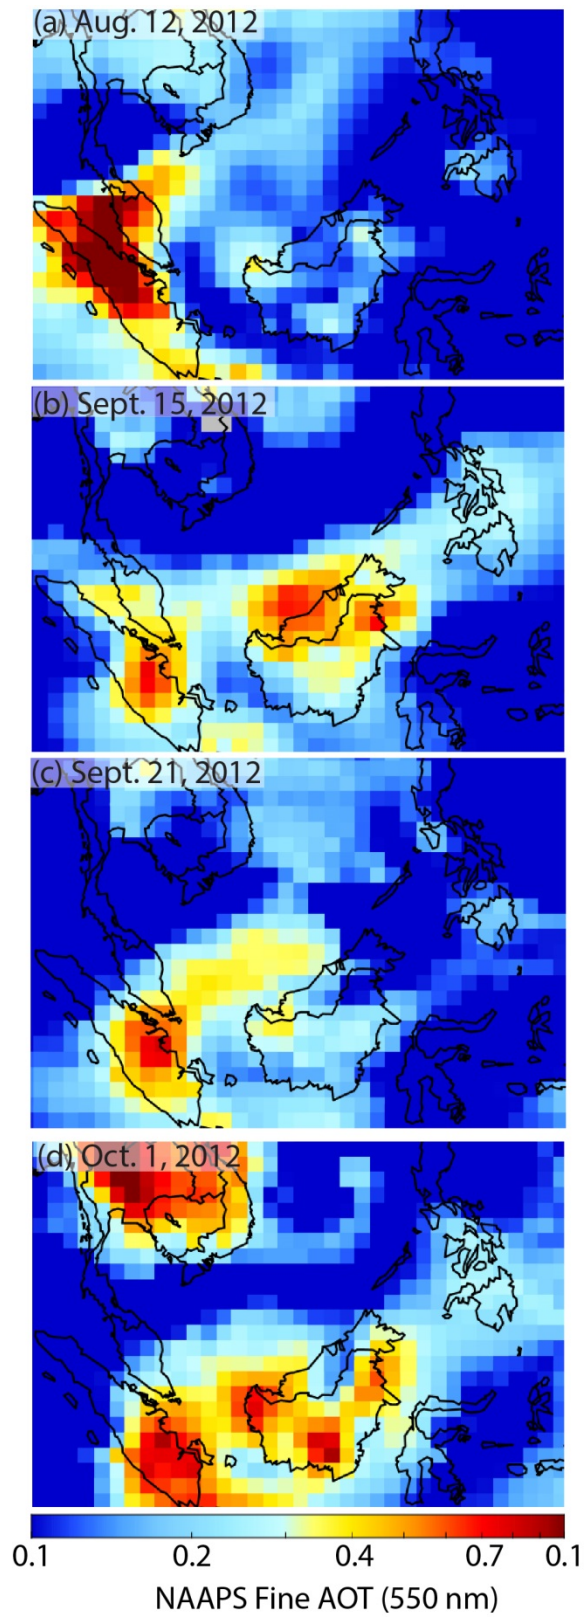 (a) Aug. 12, 2012
(b) Sept. 15, 2012
(c) Sept. 21, 2012
(d) Oct. 1, 2012
0.1 0.2 0.4 0.7 0.1
NAAPS Fine AOT (550 nm)